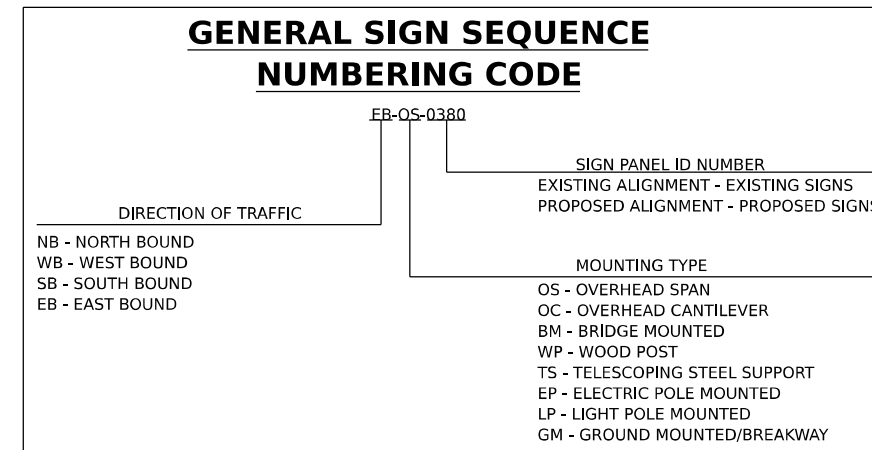 GENERAL SIGN SEQUENCE
NUMBERING CODE
EB-OS-0380
SIGN PANEL ID NUMBER
EXISTING ALIGNMENT - EXISTING SIGNS
PROPOSED ALIGNMENT - PROPOSED SIGNS
DIRECTION OF TRAFFIC
NB - NORTH BOUND
WB - WEST BOUND
SB - SOUTH BOUND
EB - EAST BOUND
MOUNTING TYPE
OS - OVERHEAD SPAN
OC - OVERHEAD CANTILEVER
BM - BRIDGE MOUNTED
WP - WOOD POST
TS - TELESCOPING STEEL SUPPORT
EP - ELECTRIC POLE MOUNTED
LP - LIGHT POLE MOUNTED
GM - GROUND MOUNTED/BREAKWAY